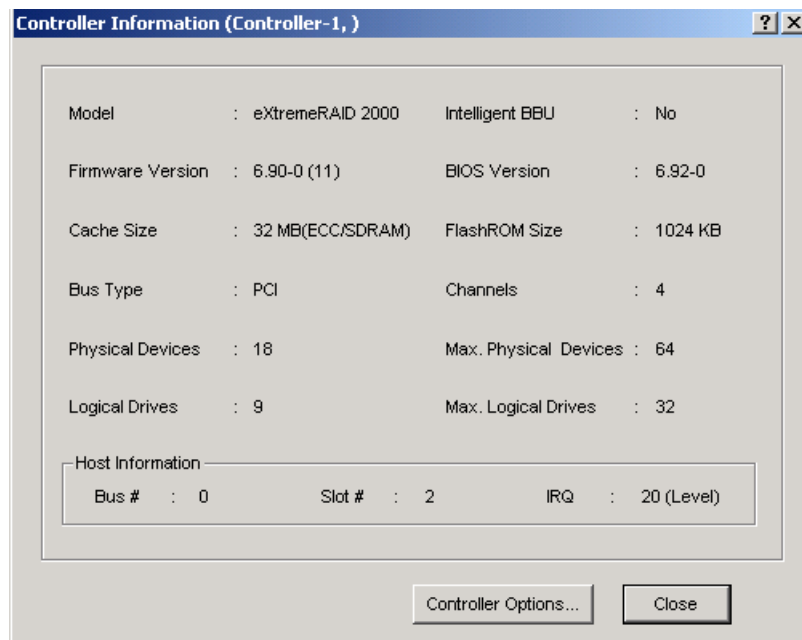 Controller Information (Controller-1, )
Model : eXtremeRAID 2000 Intelligent BBU : No
Firmware Version : 6.90-0 (11) BIOS Version : 6.92-0
Cache Size : 32 MB(ECC/SDRAM) FlashROM Size : 1024 KB
Bus Type : PCI Channels : 4
Physical Devices : 18 Max. Physical Devices : 64
Logical Drives : 9 Max. Logical Drives : 32
Host Information
Bus # : 0 Slot # : 2 IRQ : 20 (Level)
Controller Options... Close